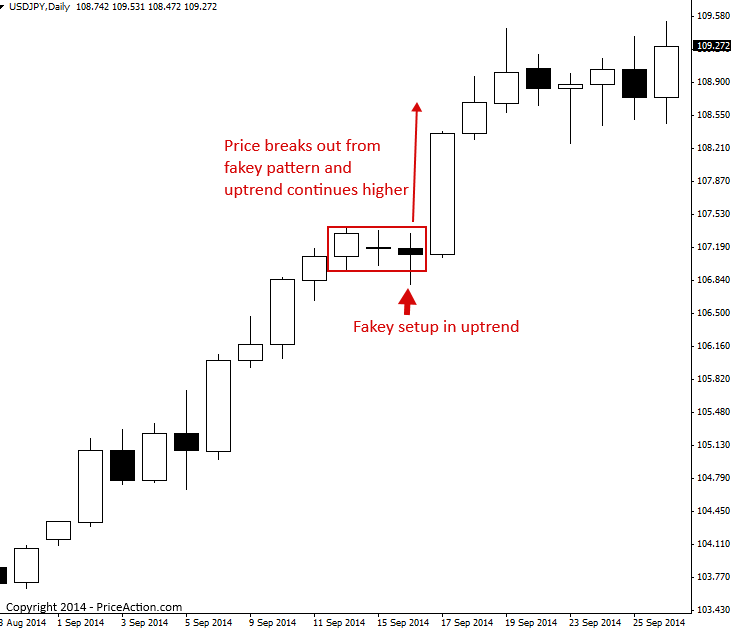 USDJPY,Daily 108.742 109.531 108.472 109.272
109.580
109.272
108.900
108.550
108.210
107.870
107.530
107.190
106.840
106.500
106.160
105.820
105.480
105.130
104.790
104.450
104.110
103.770
103.430
Price breaks out from
fakey pattern and
uptrend continues higher
Fakey setup in uptrend
Copyright 2014 - PriceAction.com
Aug 2014 1 Sep 2014 3 Sep 2014 5 Sep 2014 9 Sep 2014 11 Sep 2014 15 Sep 2014 17 Sep 2014 19 Sep 2014 23 Sep 2014 25 Sep 2014